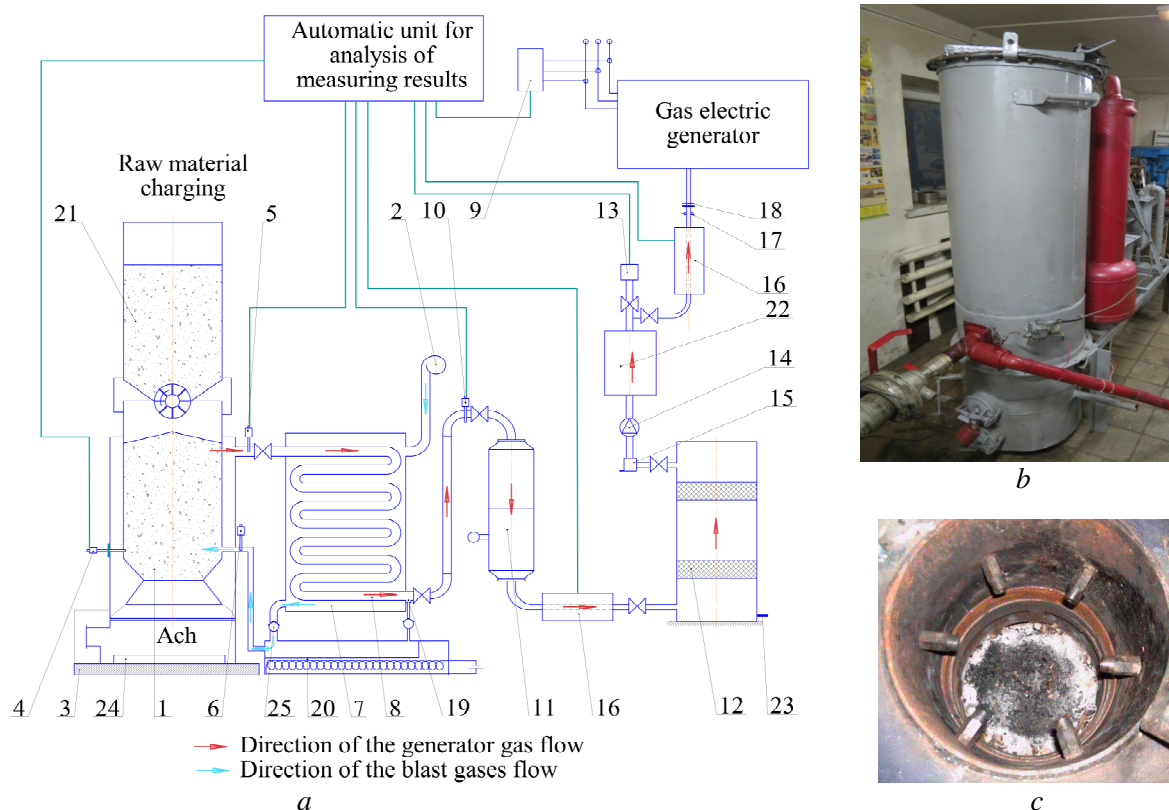 Automatic unit for
analysis of
measuring results
Gas electric
generator
Raw material
charging
21
5
2
10
9
13
18
17
16
22
14
15
Ach
4
3
24
1
6
25
20
7
8
19
11
16
12
23
Direction of the generator gas flow
Direction of the blast gases flow
a
b
c